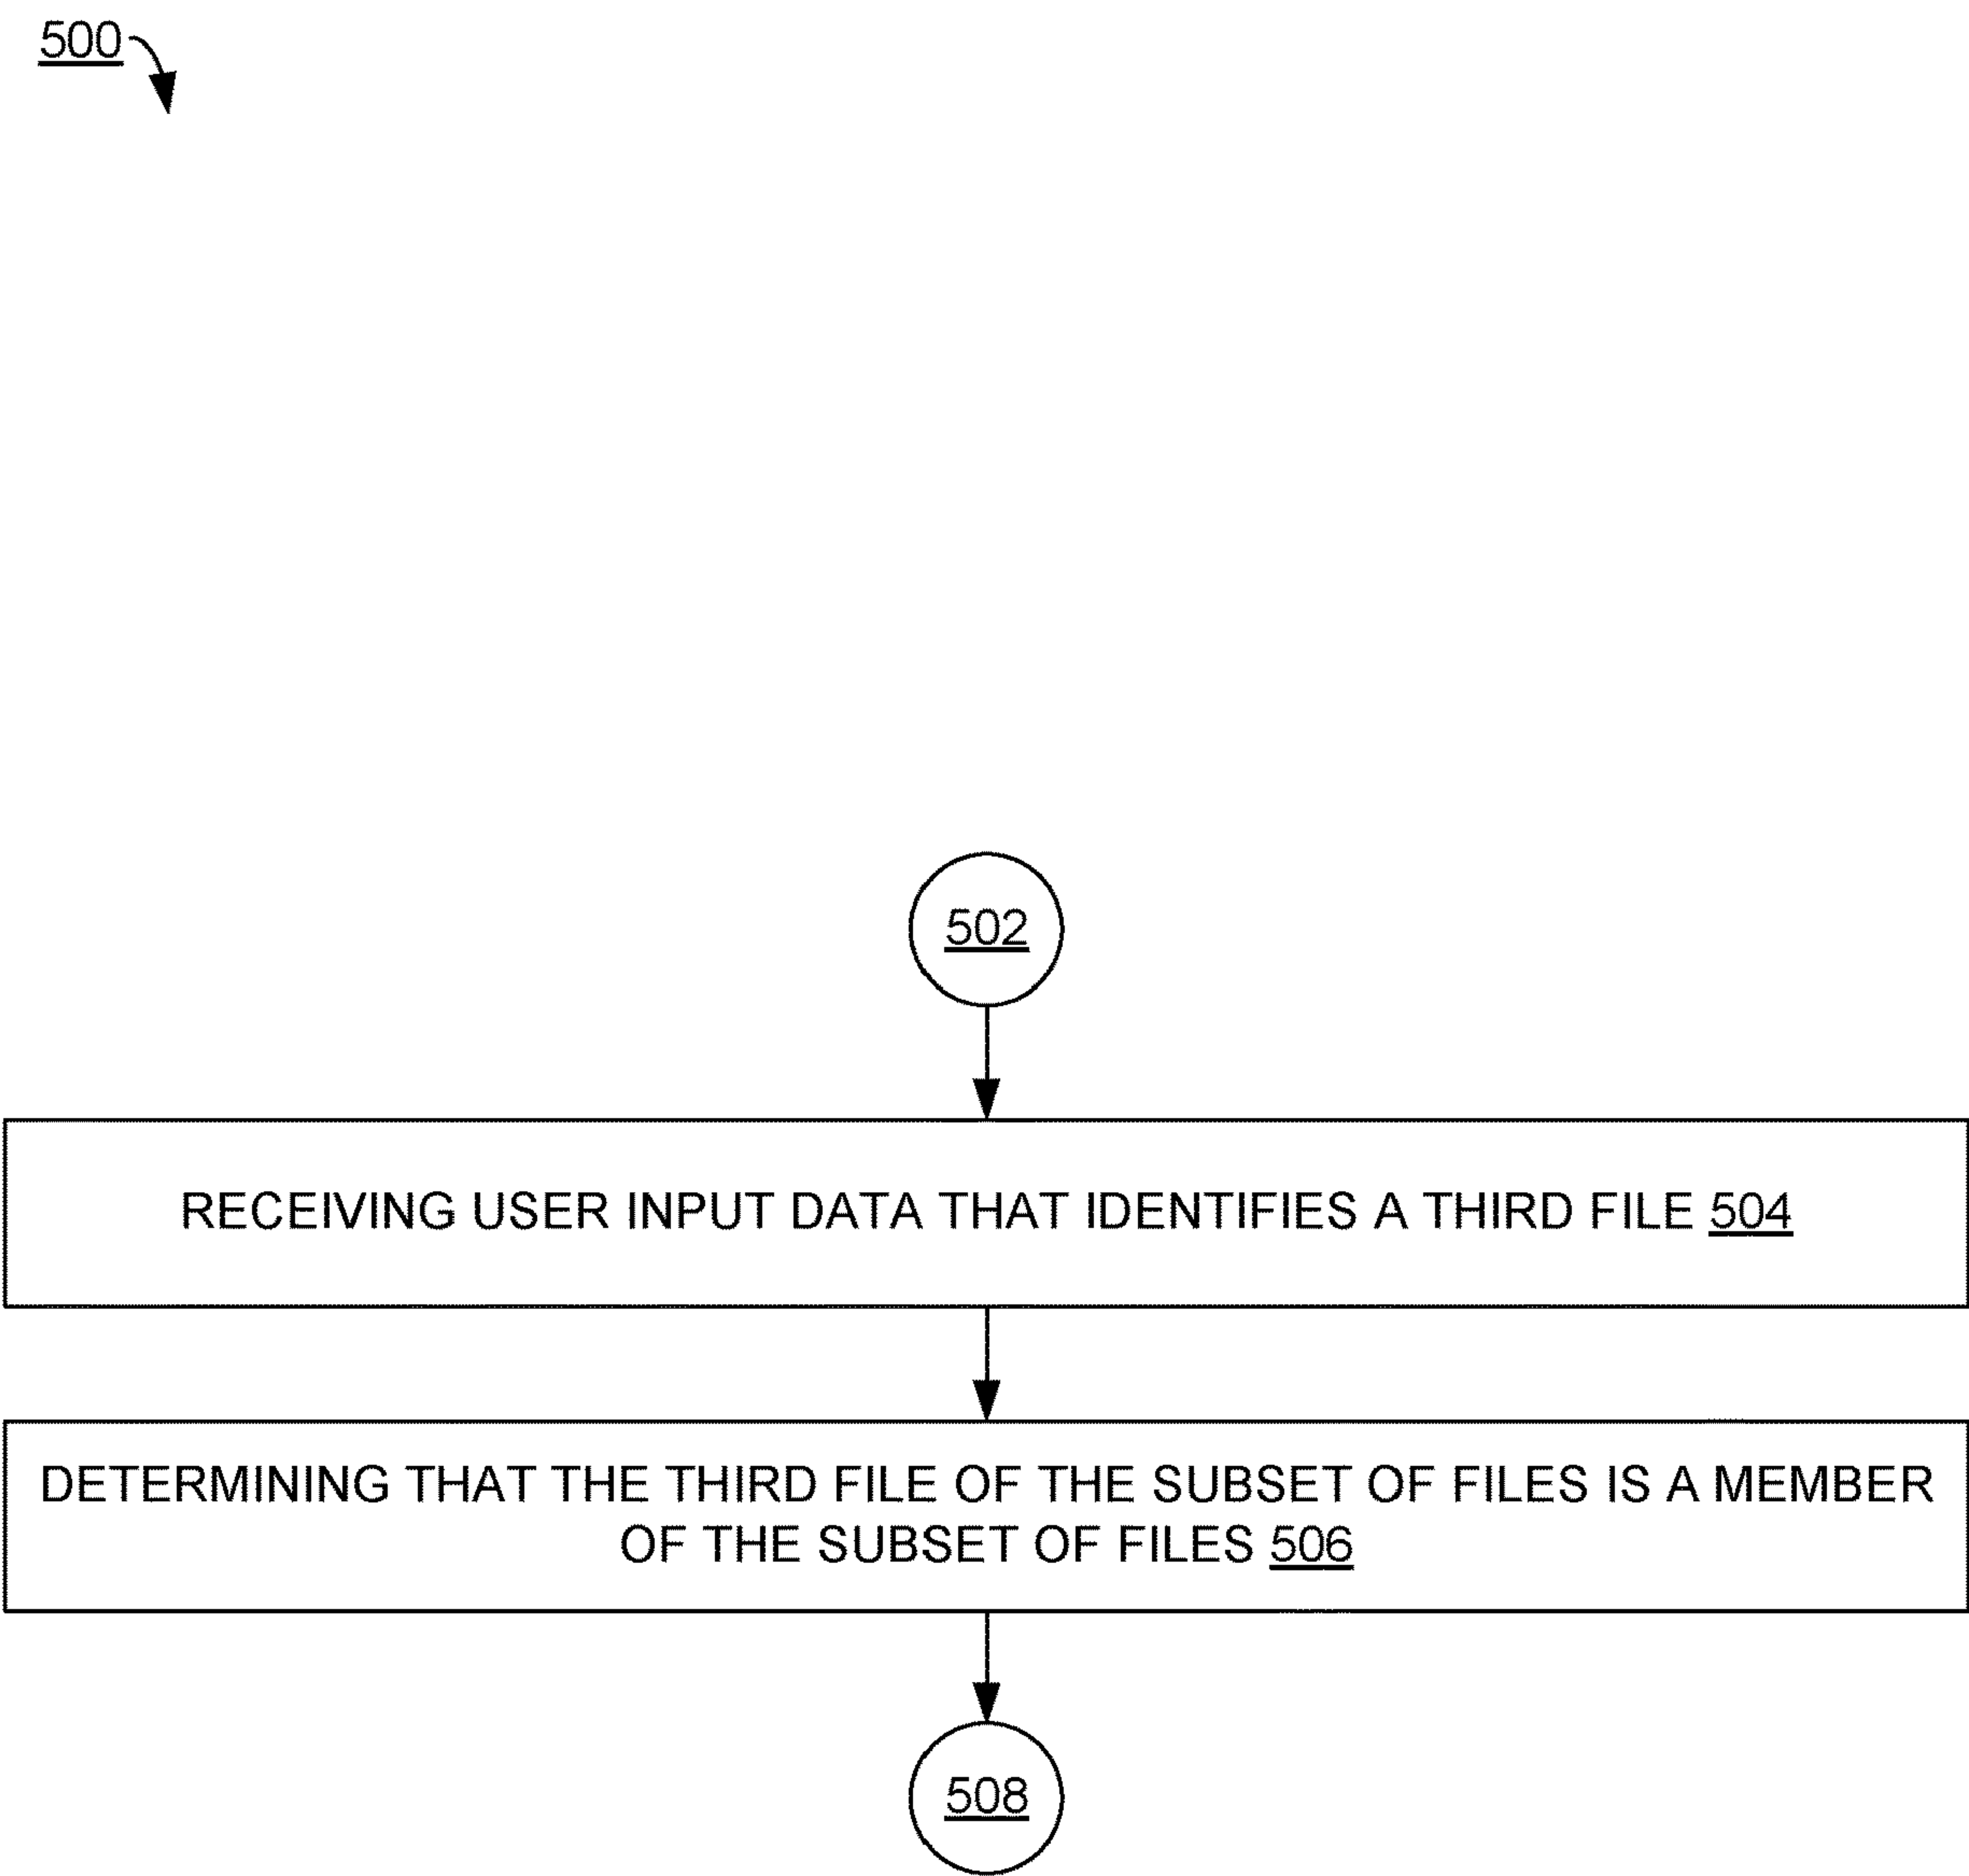 500
502
RECEIVING USER INPUT DATA THAT IDENTIFIES A THIRD FILE 504
DETERMINING THAT THE THIRD FILE OF THE SUBSET OF FILES IS A MEMBER
OF THE SUBSET OF FILES 506
508